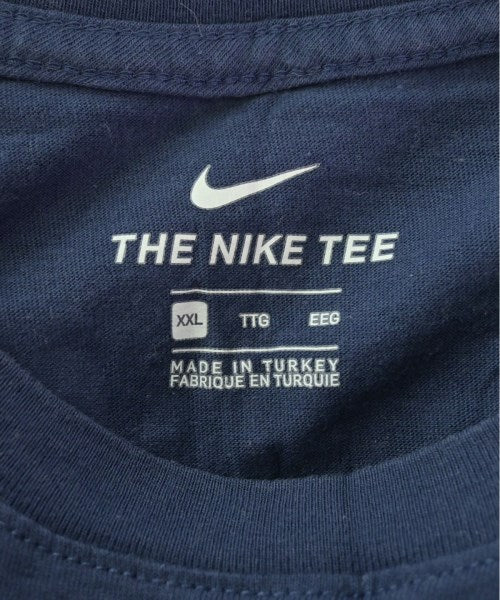 THE NIKE TEE
XXL TTG EEG
MADE IN TURKEY
FABRIQUE EN TURQUIE